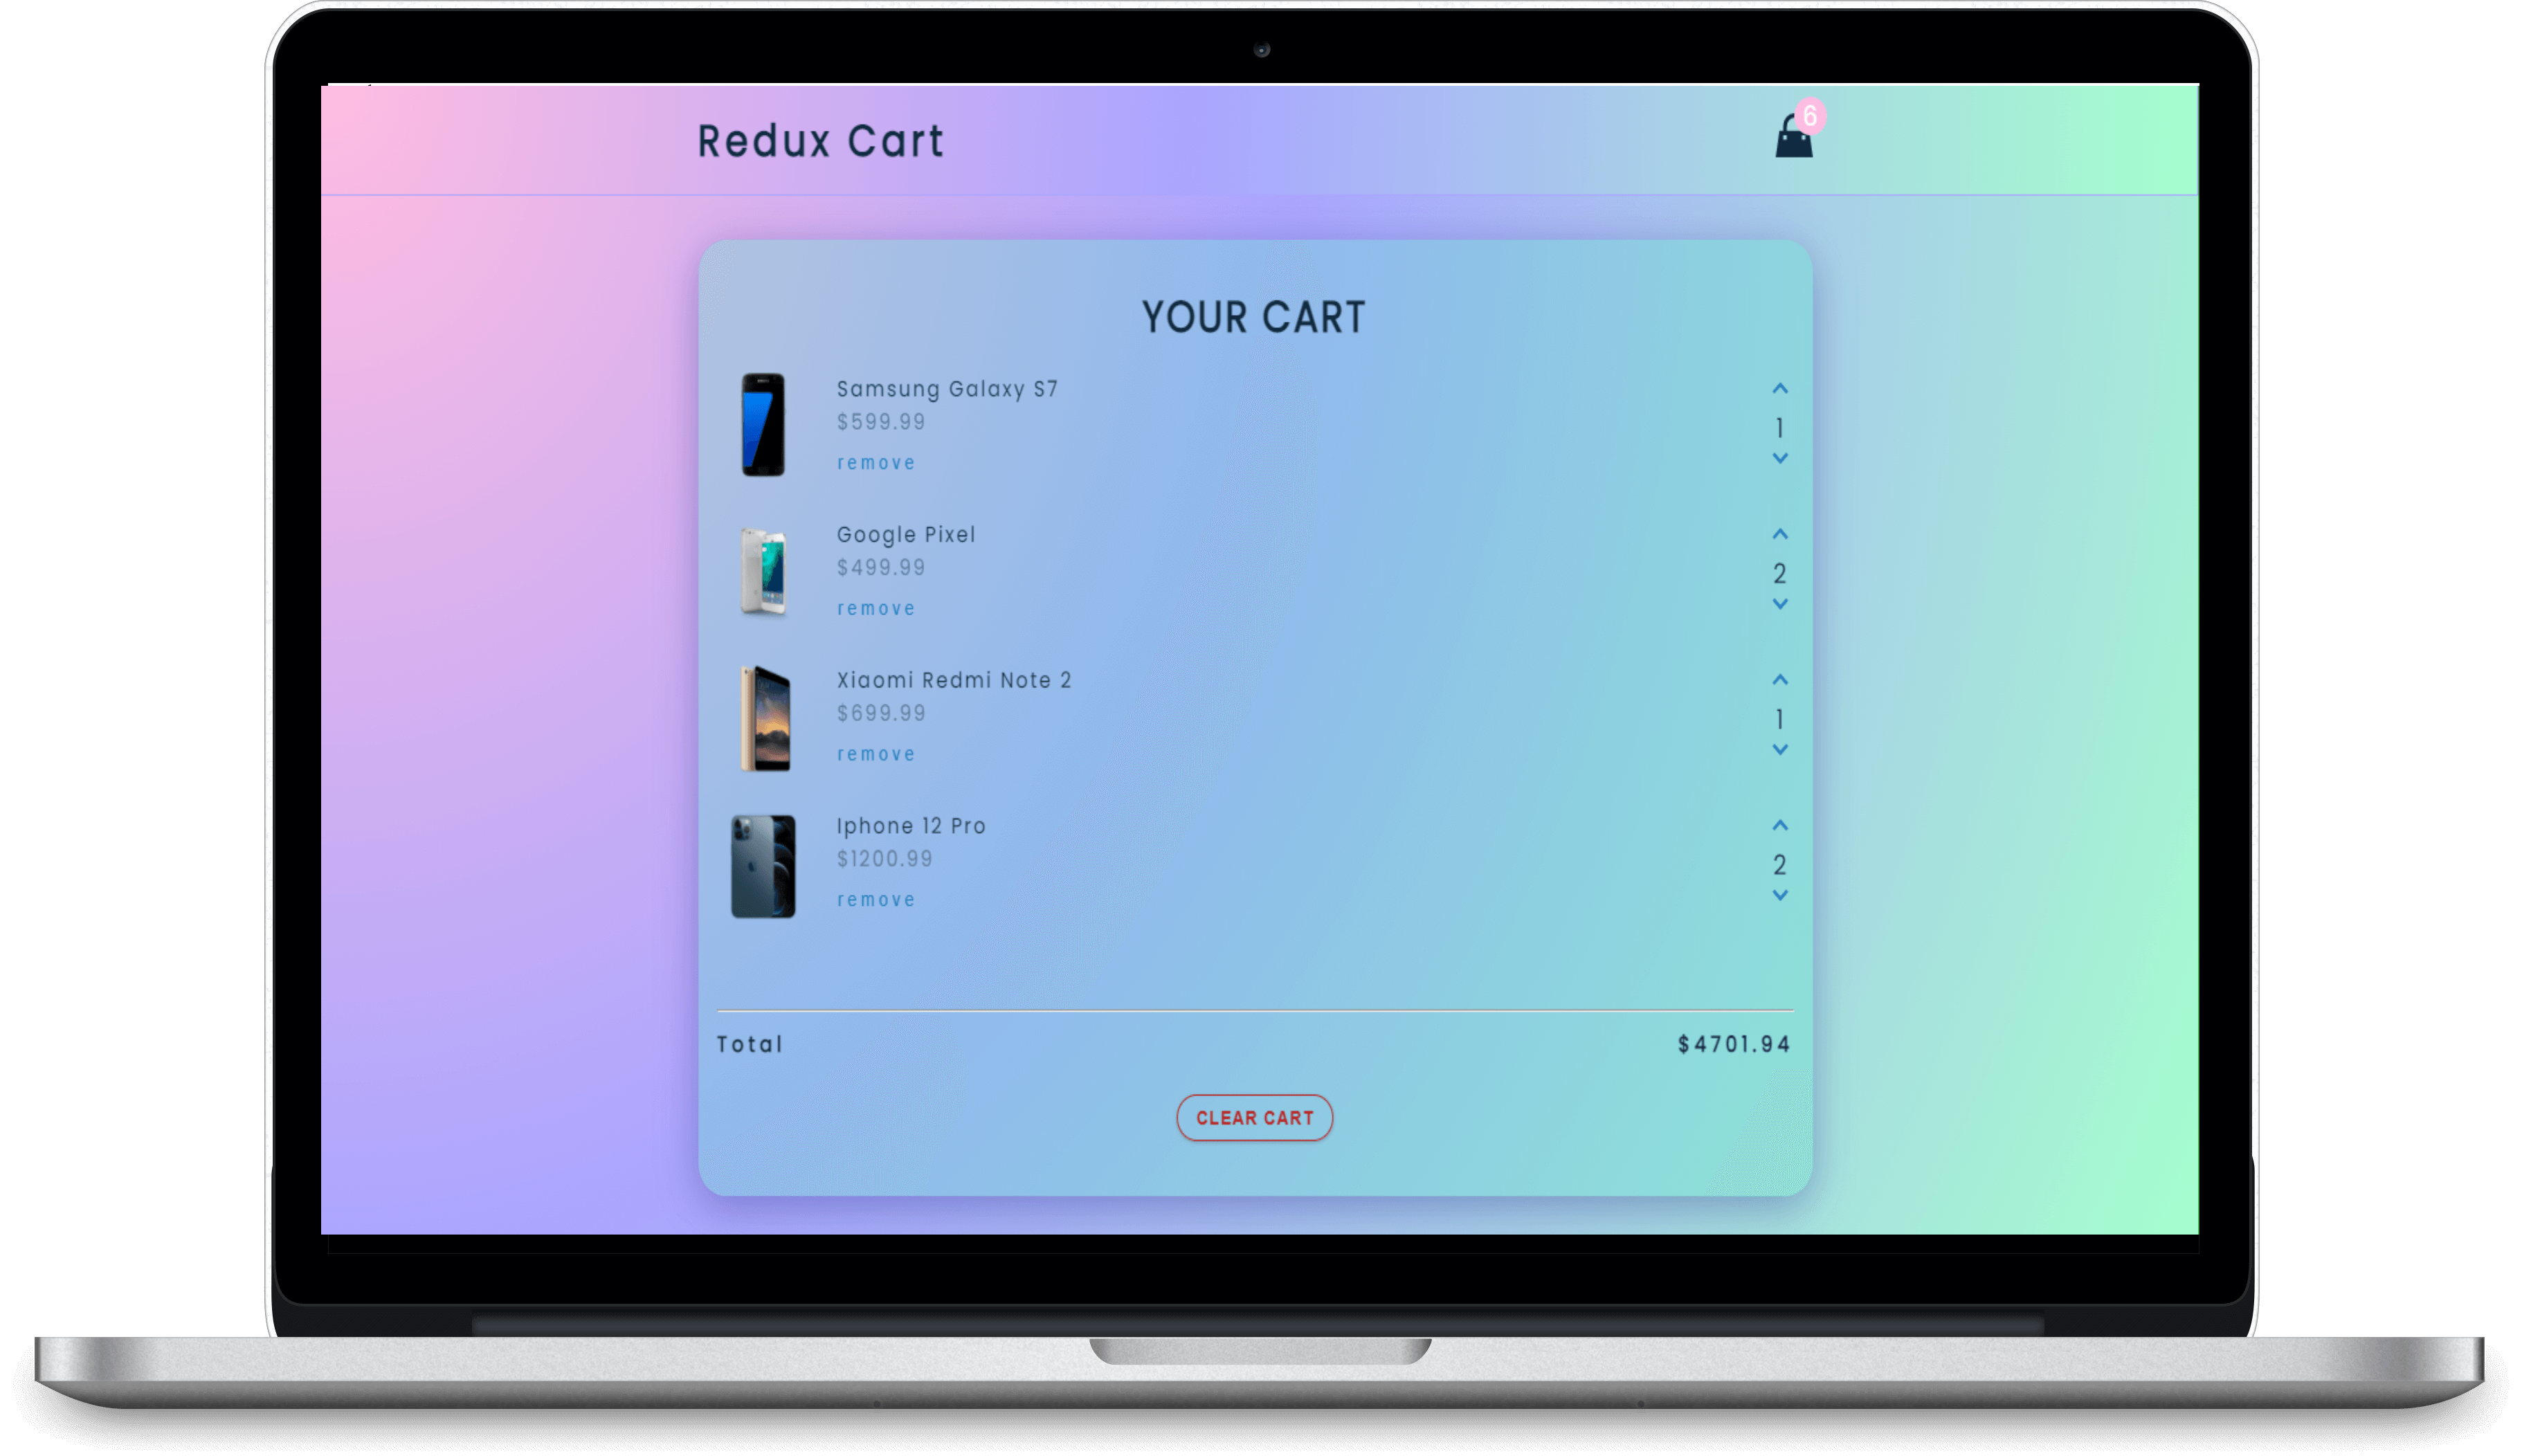 Redux Cart
6
YOUR CART
Samsung Galaxy S7
$599.99
remove
1
Google Pixel
$499.99
remove
2
Xiaomi Redmi Note 2
$699.99
remove
1
Iphone 12 Pro
$1200.99
remove
2
Total
$4701.94
CLEAR CART